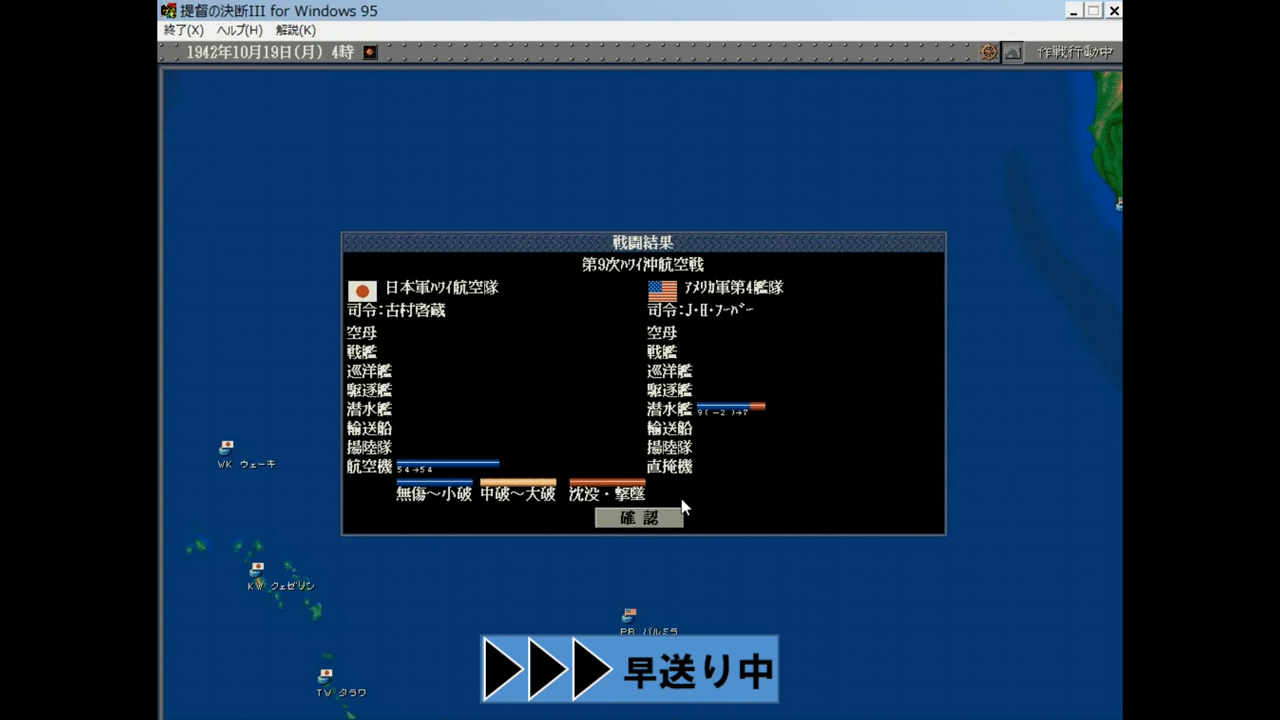 提督の決断III for Windows 95
終了(X) ヘルプ(H) 解説(K)
1942年10月19日(月) 4時
作戦行動中
戦闘結果
第9次ﾊﾜｲ沖航空戦
日本軍ﾊﾜｲ航空隊
司令:古村啓蔵
空母
戦艦
巡洋艦
駆逐艦
潜水艦
輸送船
揚陸隊
航空機 54→54
ｱﾒﾘｶ軍第4艦隊
司令:J･H･ﾌｰﾊﾞｰ
空母
戦艦
巡洋艦
駆逐艦
潜水艦 9(-2)→7
輸送船
揚陸隊
直掩機
無傷～小破 中破～大破 沈没・撃墜
確認
WK ウェーキ
KW クェゼリン
PB パルミラ
TW タラワ
早送り中